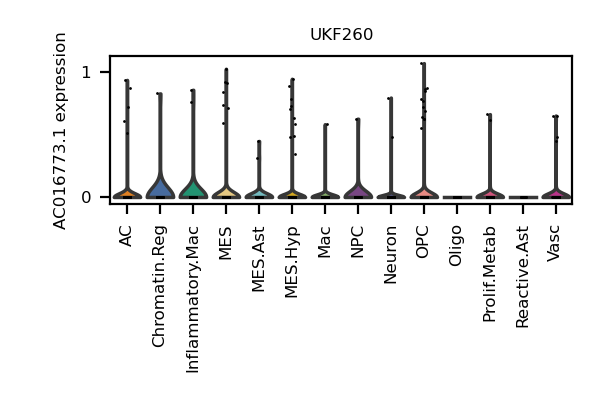 UKF260
AC016773.1 expression
1
0
AC
Chromatin.Reg
Inflammatory.Mac
MES
MES.Ast
MES.Hyp
Mac
NPC
Neuron
OPC
Oligo
Prolif.Metab
Reactive.Ast
Vasc